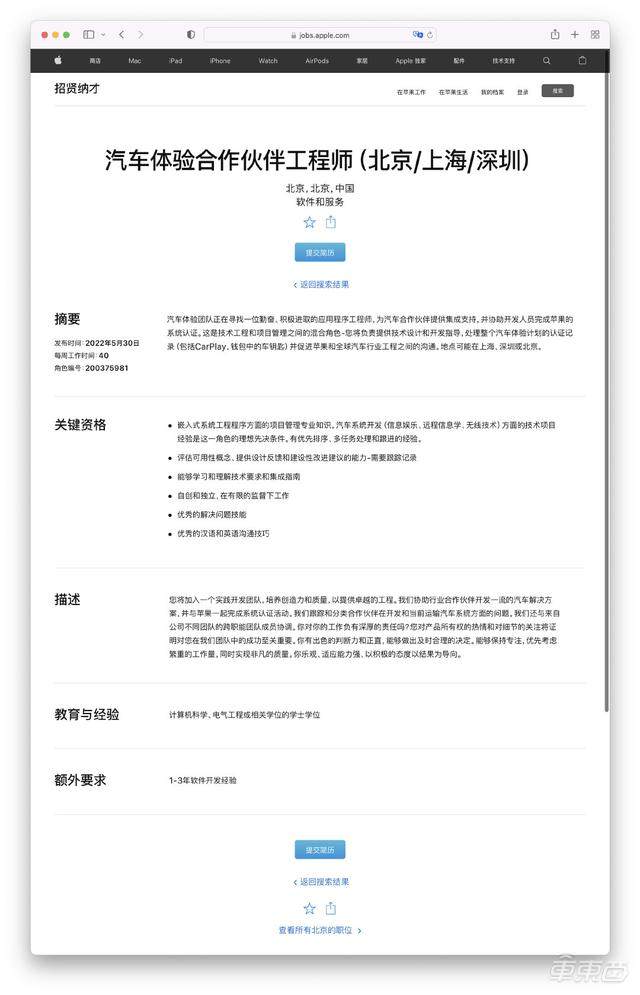 jobs.apple.com
商店 Mac iPad iPhone Watch AirPods 家居 Apple 独家 配件 技术支持
招贤纳才
在苹果工作 在苹果生活 我的档案 登录 搜索
汽车体验合作伙伴工程师（北京/上海/深圳）
北京, 北京, 中国
软件和服务
提交简历
返回搜索结果
摘要
发布时间: 2022年5月30日
每周工作时间: 40
角色编号: 200375981
汽车体验团队正在寻找一位勤奋、积极进取的应用程序工程师, 为汽车合作伙伴提供集成支持, 并协助开发人员完成苹果的
系统认证。这是技术工程和项目管理之间的混合角色-您将负责提供技术设计和开发指导, 处理整个汽车体验计划的认证记
录 (包括CarPlay, 钱包中的车钥匙) 并促进苹果和全球汽车行业工程之间的沟通。地点可能在上海、深圳或北京。
关键资格
• 嵌入式系统工程程序方面的项目管理专业知识。汽车系统开发 (信息娱乐、远程信息学、无线技术) 方面的技术项目
经验是这一角色的理想先决条件。有优先排序、多任务处理和跟进的经验。
• 评估可用性概念、提供设计反馈和建设性改进建议的能力-需要跟踪记录
• 能够学习和理解技术要求和集成指南
• 自创和独立, 在有限的监督下工作
• 优秀的解决问题技能
• 优秀的汉语和英语沟通技巧
描述
您将加入一个实践开发团队, 培养创造力和质量, 以提供卓越的工程。我们协助行业合作伙伴开发一流的汽车解决方
案, 并与苹果一起完成系统认证活动。我们跟踪和分类合作伙伴在开发和当前运输汽车系统方面的问题。我们还与来自
公司不同团队的跨职能团队成员协调。你对你的工作负有深厚的责任吗? 您对产品所有权的热情和对细节的关注将证
明对您在我们团队中的成功至关重要。你有出色的判断力和正直, 能够做出及时合理的决定。能够保持专注, 优先考虑
繁重的工作量, 同时实现非凡的质量。你乐观、适应能力强、以积极的态度以结果为导向。
教育与经验
计算机科学、电气工程或相关学位的学士学位
额外要求
1-3年软件开发经验
提交简历
返回搜索结果
查看所有北京的职位
車東西